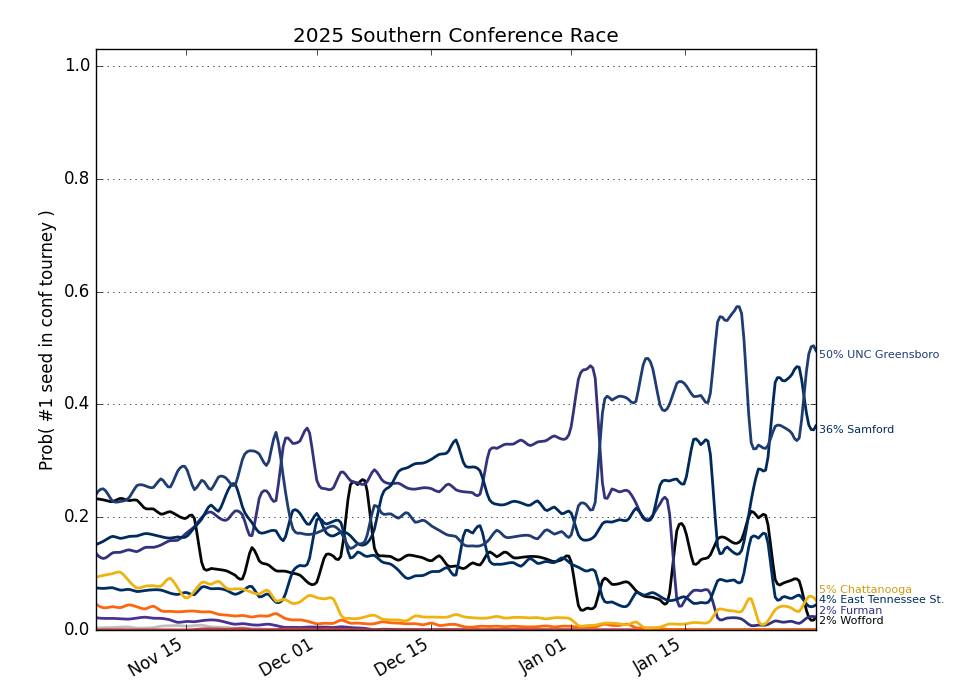 2025 Southern Conference Race
Prob( #1 seed in conf tourney )
1.0
0.8
0.6
0.4
0.2
0.0
Nov 15
Dec 01
Dec 15
Jan 01
Jan 15
50% UNC Greensboro
36% Samford
5% Chattanooga
4% East Tennessee St.
2% Furman
2% Wofford